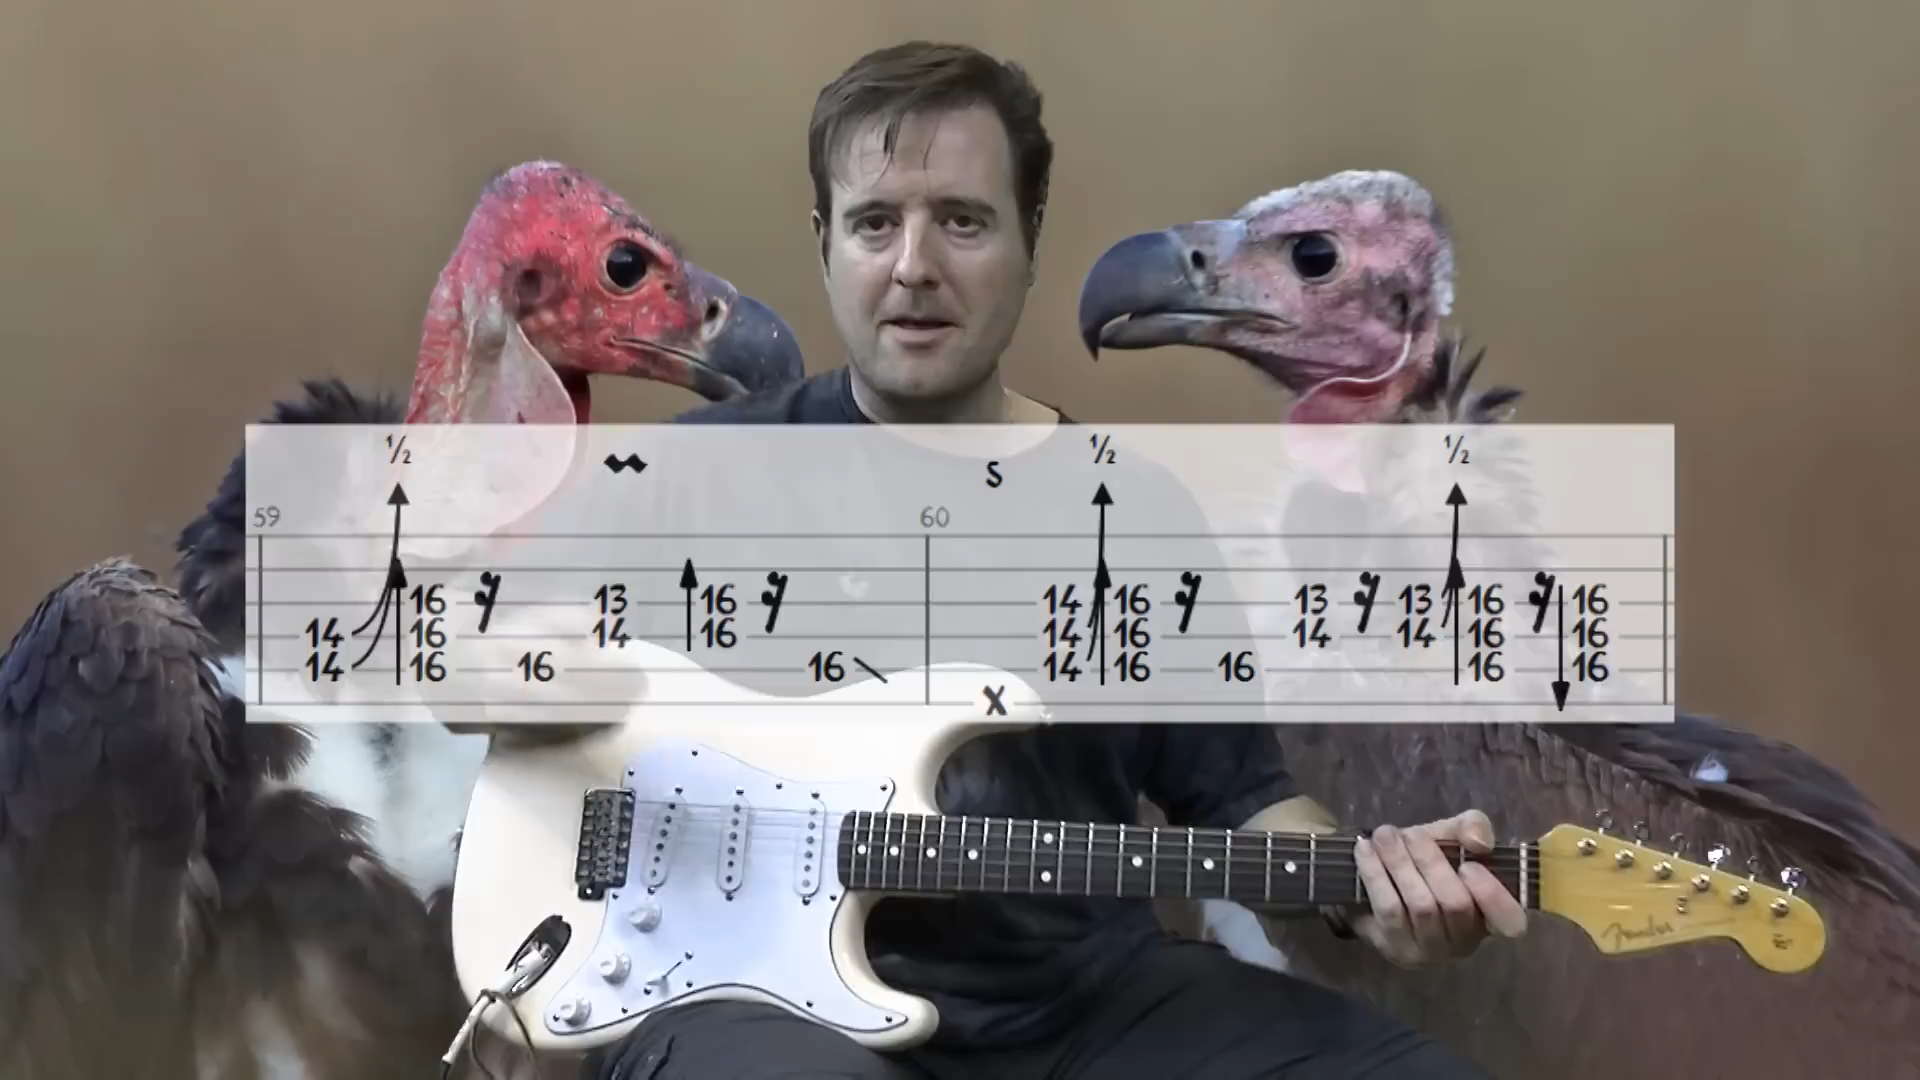 ½ ½ ½
S
59 60
16 13 16 14 16 13 13 16 16
14 16 14 16 14 16 14 14 16 16
14 16 16 16 14 16 16 16 16
X
Fender